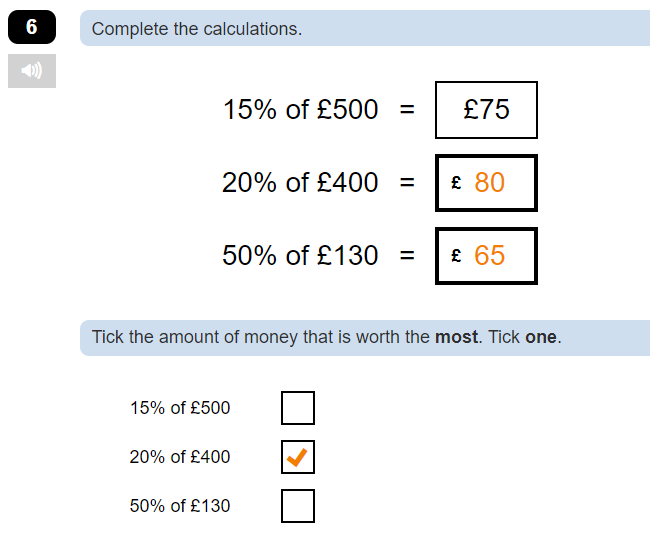 6 Complete the calculations.
15% of £500 = £75
20% of £400 = £ 80
50% of £130 = £ 65
Tick the amount of money that is worth the most. Tick one.
15% of £500
20% of £400
50% of £130